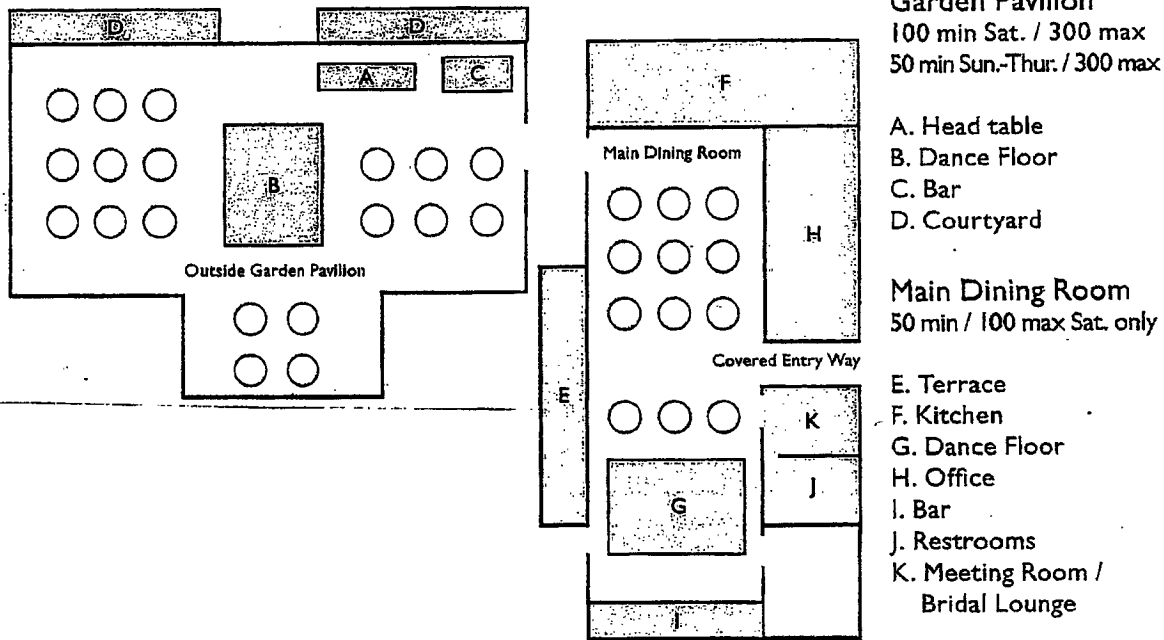 D
D
A
C
B
Outside Garden Pavilion
F
Main Dining Room
H
Covered Entry Way
E
K
J
G
I
Garden Pavilion
100 min Sat. / 300 max
50 min Sun.-Thur. / 300 max
A. Head table
B. Dance Floor
C. Bar
D. Courtyard
Main Dining Room
50 min / 100 max Sat. only
E. Terrace
F. Kitchen
G. Dance Floor
H. Office
I. Bar
J. Restrooms
K. Meeting Room /
Bridal Lounge